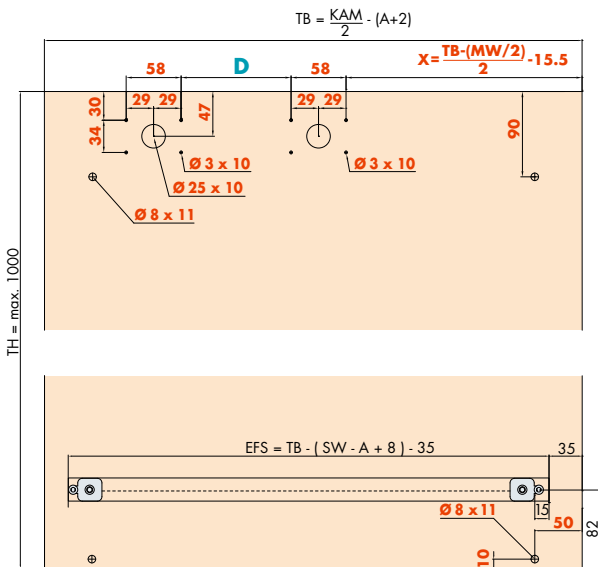 TB = KAM/2 - (A+2)
58
D
58
X= TB-(MW/2)/2 -15.5
30
29
29
47
29
29
34
90
Ø 3 x 10
Ø 3 x 10
Ø 25 x 10
Ø 8 x 11
TH = max. 1000
EFS = TB - ( SW - A + 8 ) - 35
35
Ø 8 x 11
15
50
82
10